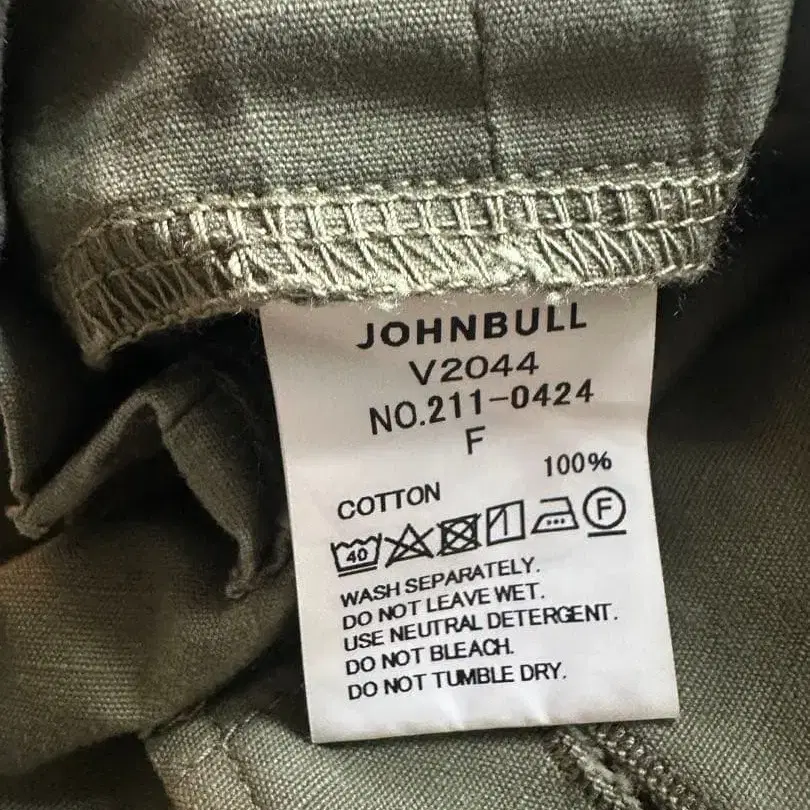 JOHNBULL
V2044
NO.211-0424
F
100%
COTTON
40 F
WASH SEPARATELY.
DO NOT LEAVE WET.
USE NEUTRAL DETERGENT.
DO NOT BLEACH.
DO NOT TUMBLE DRY.